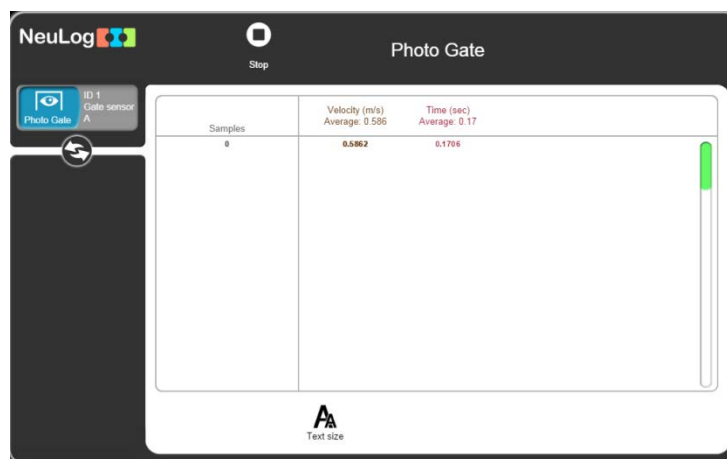 NeuLog
Stop
Photo Gate
Photo Gate
ID 1
Gate sensor
A
Samples
Velocity (m/s)
Average: 0.586
Time (sec)
Average: 0.17
0 0.5862 0.1706
Text size